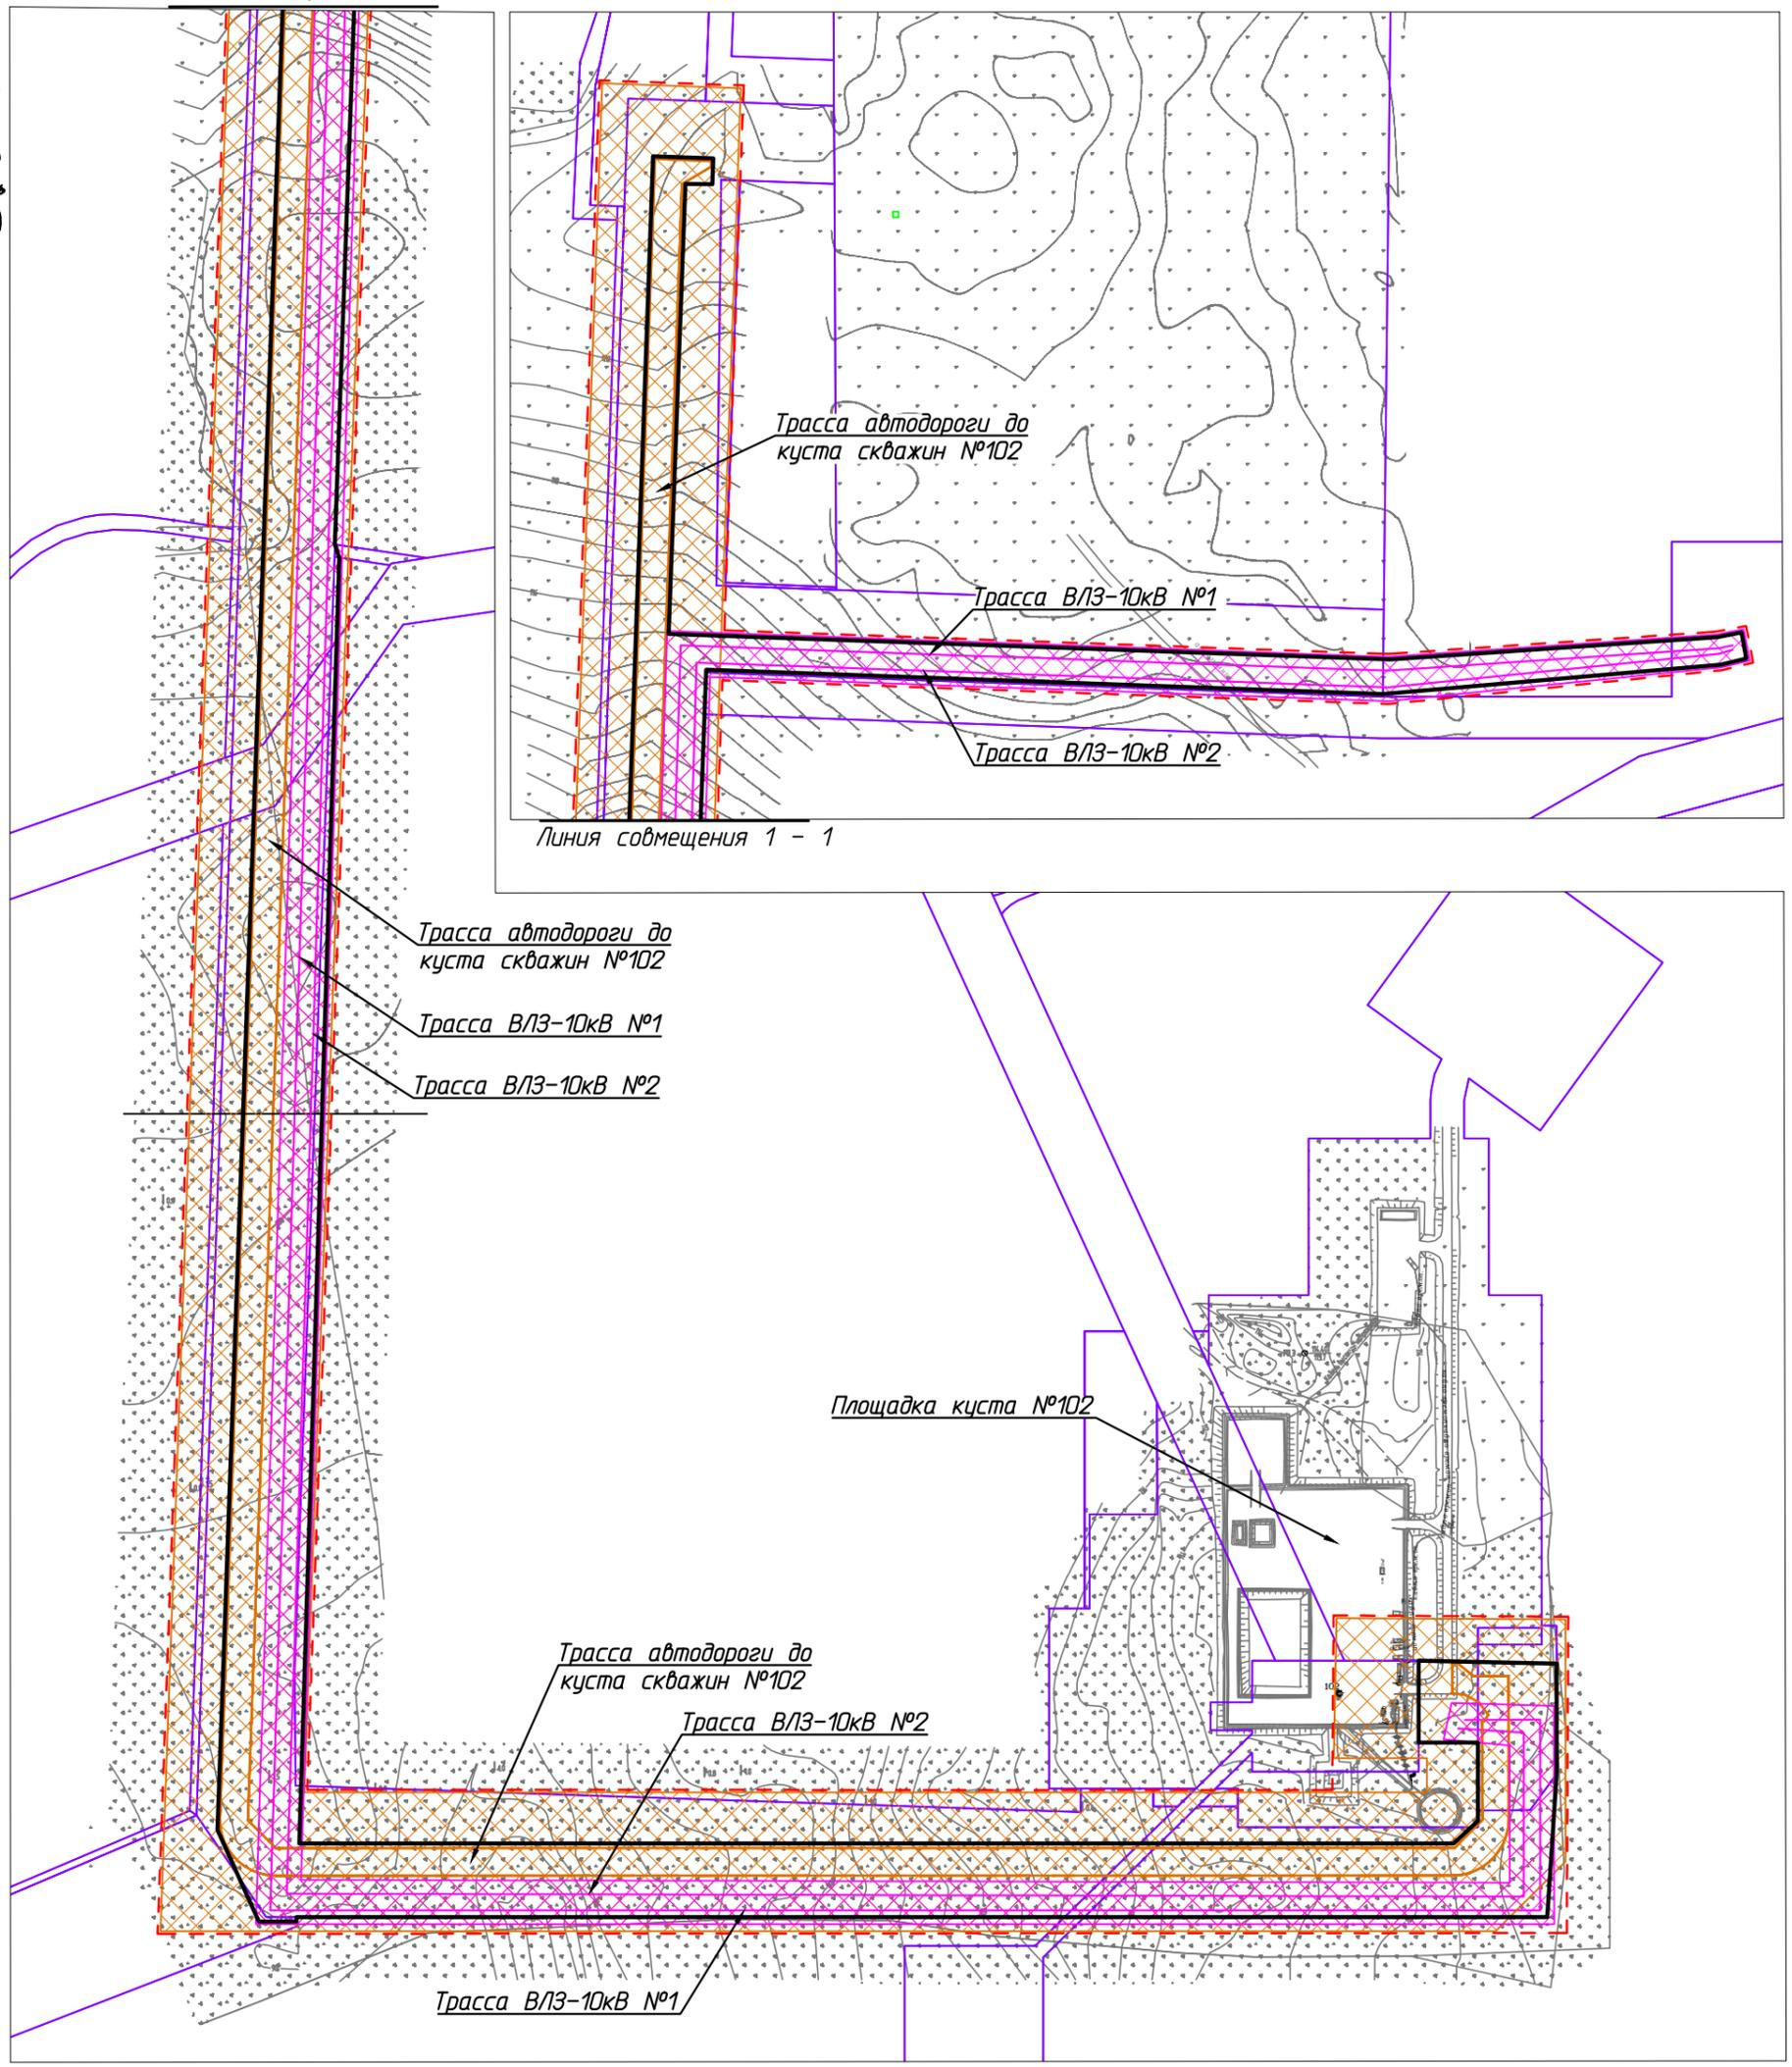 Трасса автодороги до
куста скважин №102
Трасса ВЛЗ-10кВ №1
Трасса ВЛЗ-10кВ №2
Линия совмещения 1 - 1
Трасса автодороги до
куста скважин №102
Трасса ВЛЗ-10кВ №1
Трасса ВЛЗ-10кВ №2
Площадка куста №102
Трасса автодороги до
куста скважин №102
Трасса ВЛЗ-10кВ №2
Трасса ВЛЗ-10кВ №1